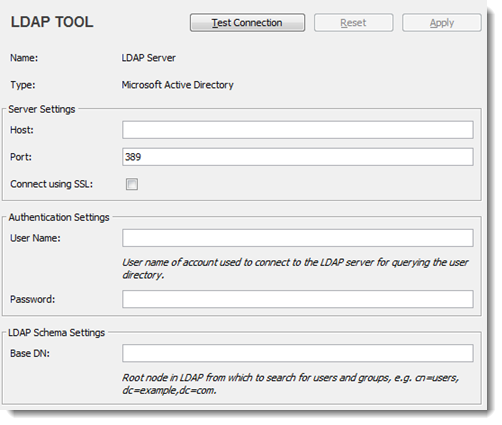 LDAP TOOL
Test Connection
Reset
Apply
Name:
LDAP Server
Type:
Microsoft Active Directory
Server Settings
Host:
Port:
389
Connect using SSL:
Authentication Settings
User Name:
User name of account used to connect to the LDAP server for querying the user
directory.
Password:
LDAP Schema Settings
Base DN:
Root node in LDAP from which to search for users and groups, e.g. cn=users,
dc=example,dc=com.